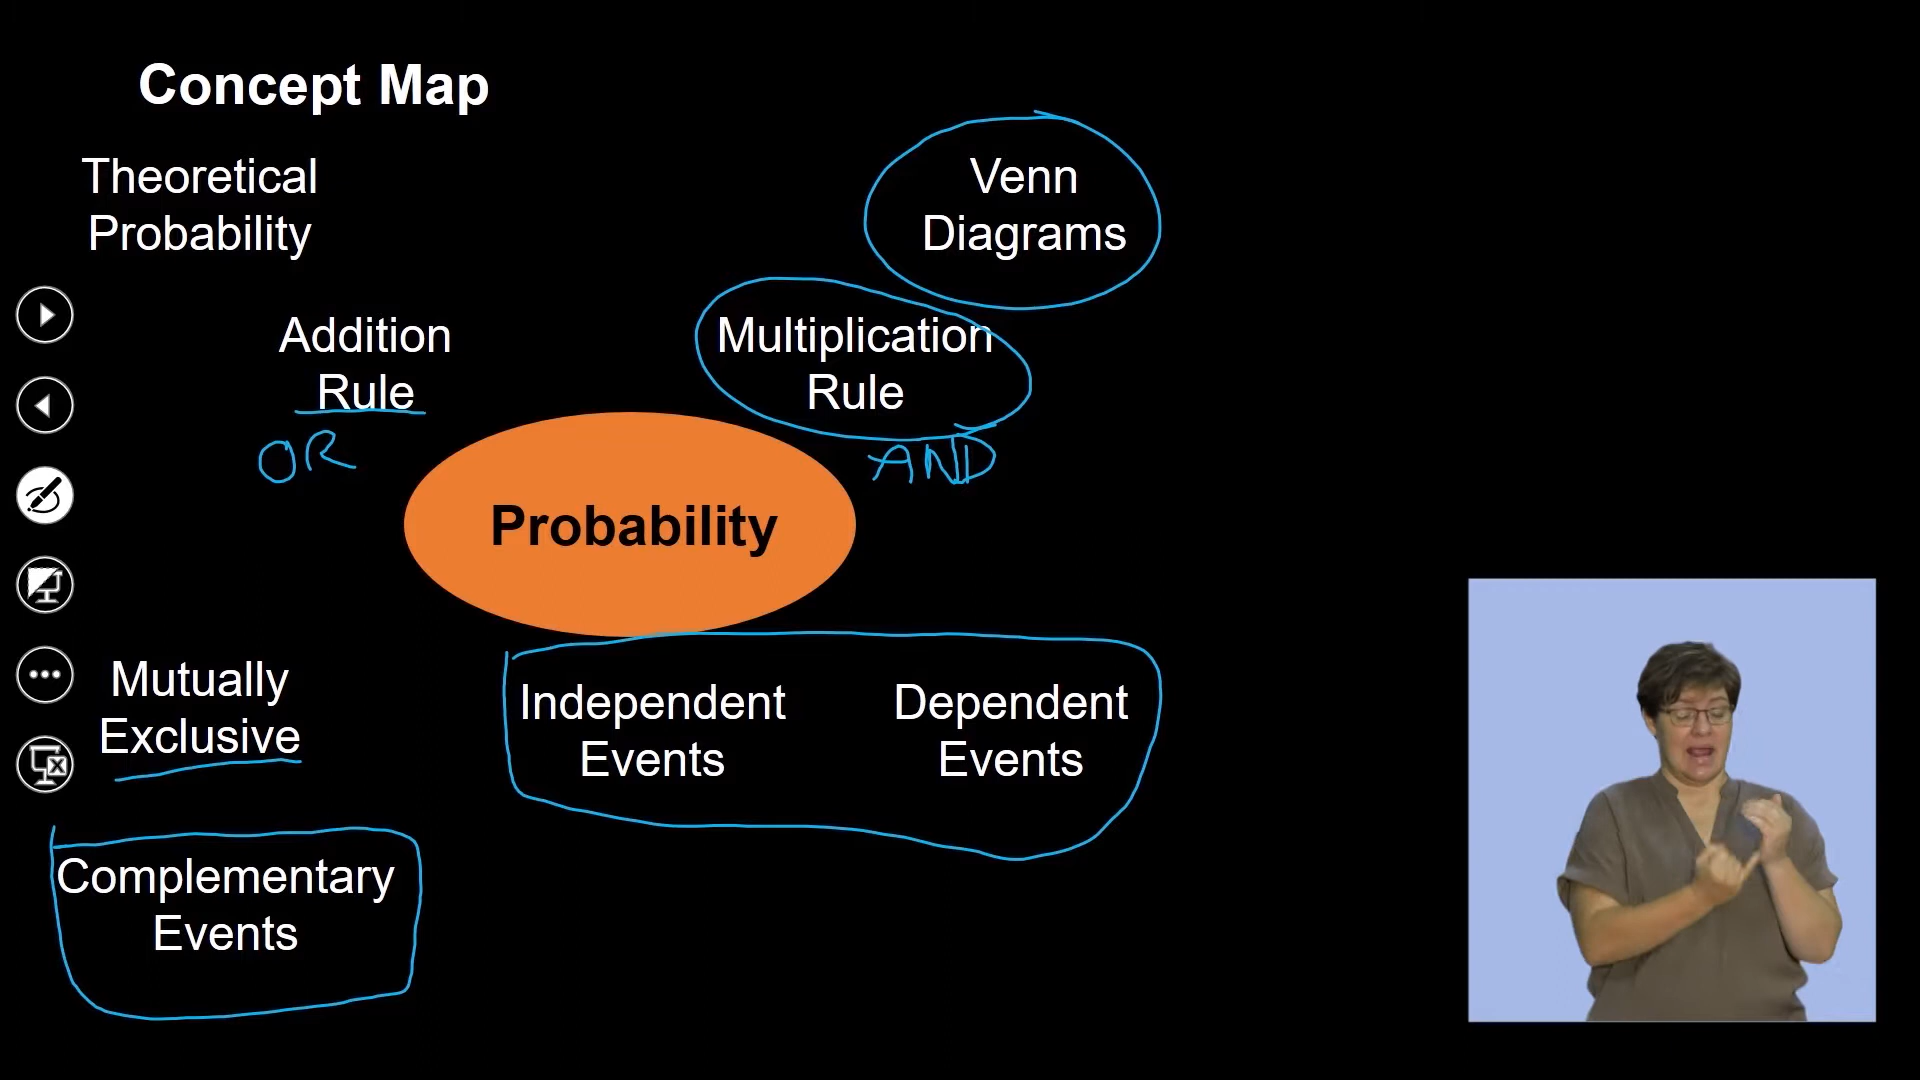 Concept Map
Theoretical
Probability
Venn
Diagrams
Addition
Rule
OR
Multiplication
Rule
AND
Probability
Mutually
Exclusive
Independent
Events
Dependent
Events
Complementary
Events